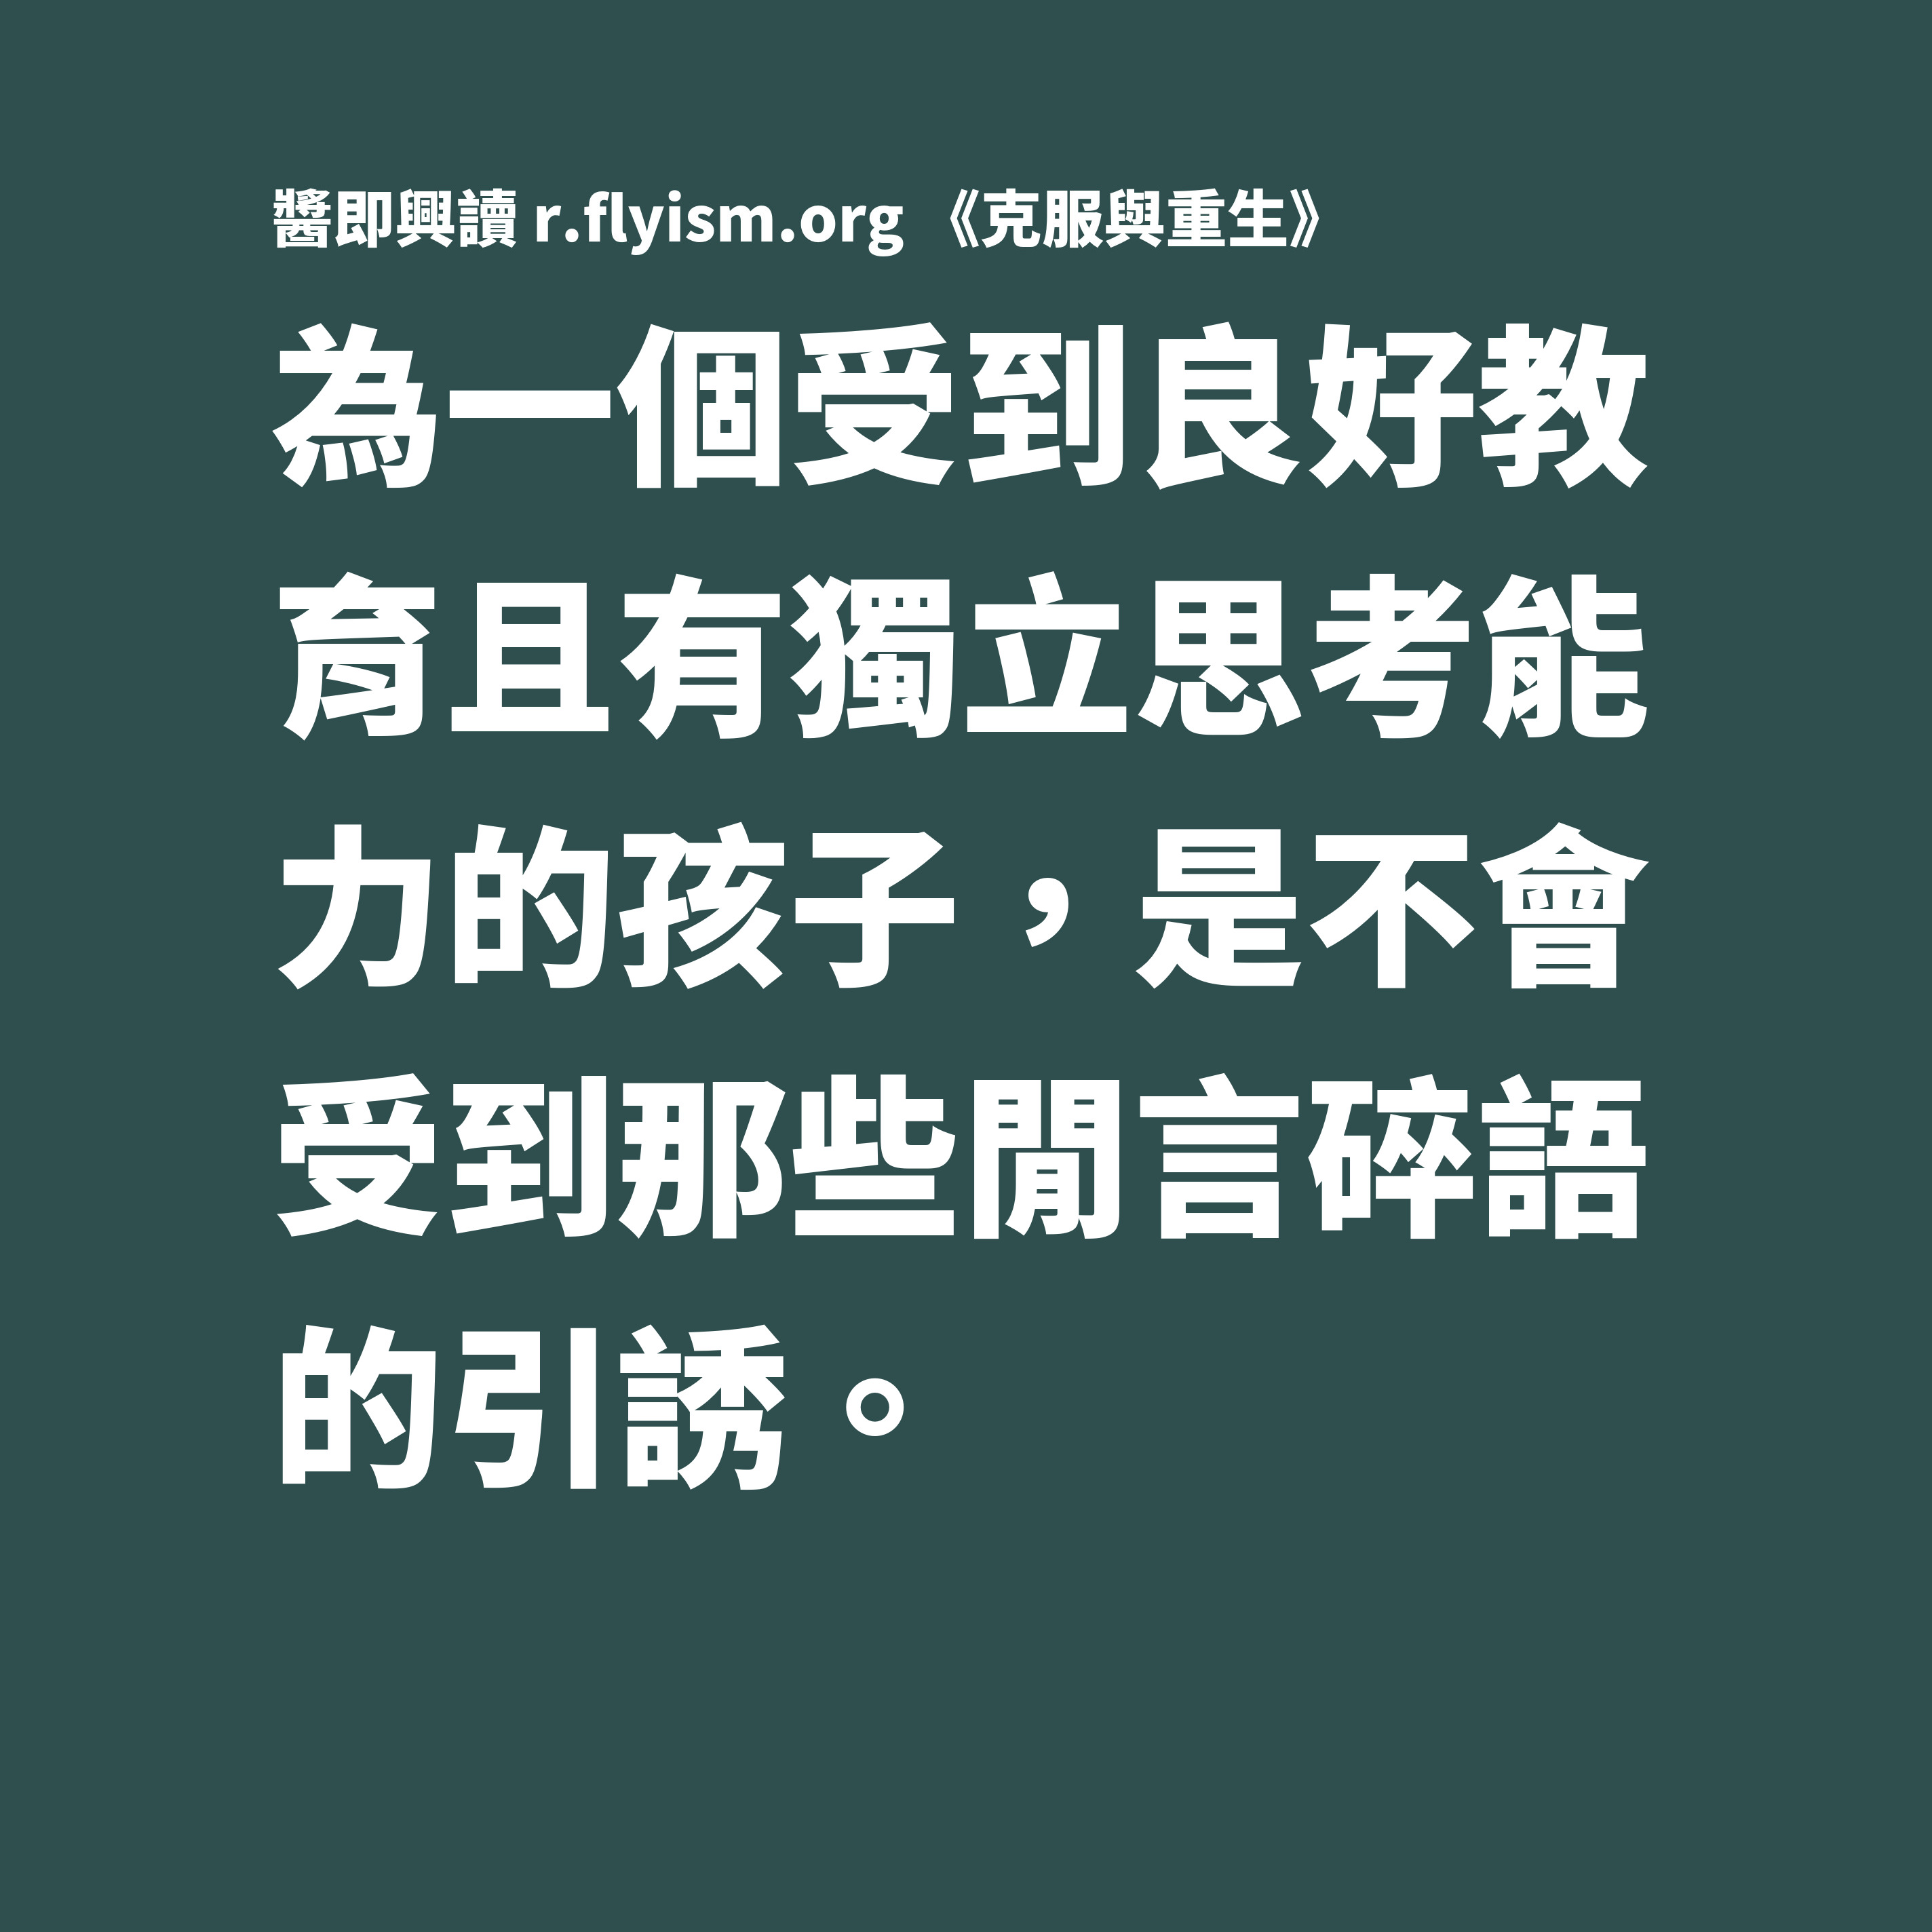 獎即興讀 r.flyism.org《克服與重生》
為一個受到良好教
育且有獨立思考能
力的孩子，是不會
受到那些閒言碎語
的引誘。